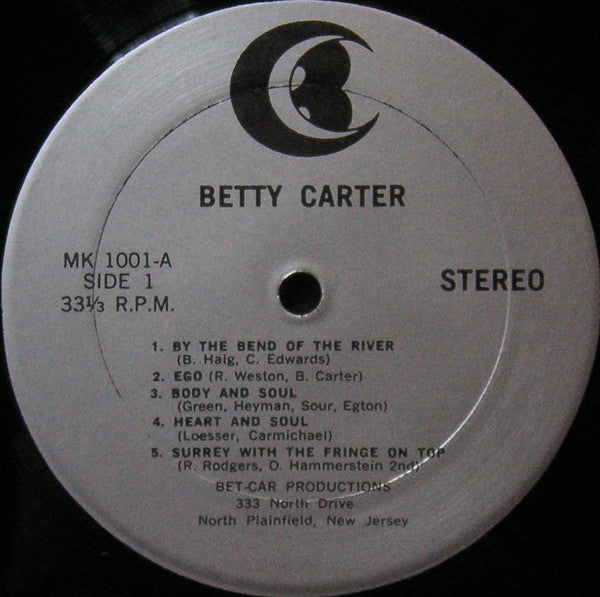 BETTY CARTER
MK 1001-A
SIDE 1
33⅓ R.P.M.
STEREO
1. BY THE BEND OF THE RIVER
(B. Haig, C. Edwards)
2. EGO (R. Weston, B. Carter)
3. BODY AND SOUL
(Green, Heyman, Sour, Egton)
4. HEART AND SOUL
(Loesser, Carmichael)
5. SURREY WITH THE FRINGE ON TOP
(R. Rodgers, O. Hammerstein 2nd)
BET-CAR PRODUCTIONS
333 North Drive
North Plainfield, New Jersey